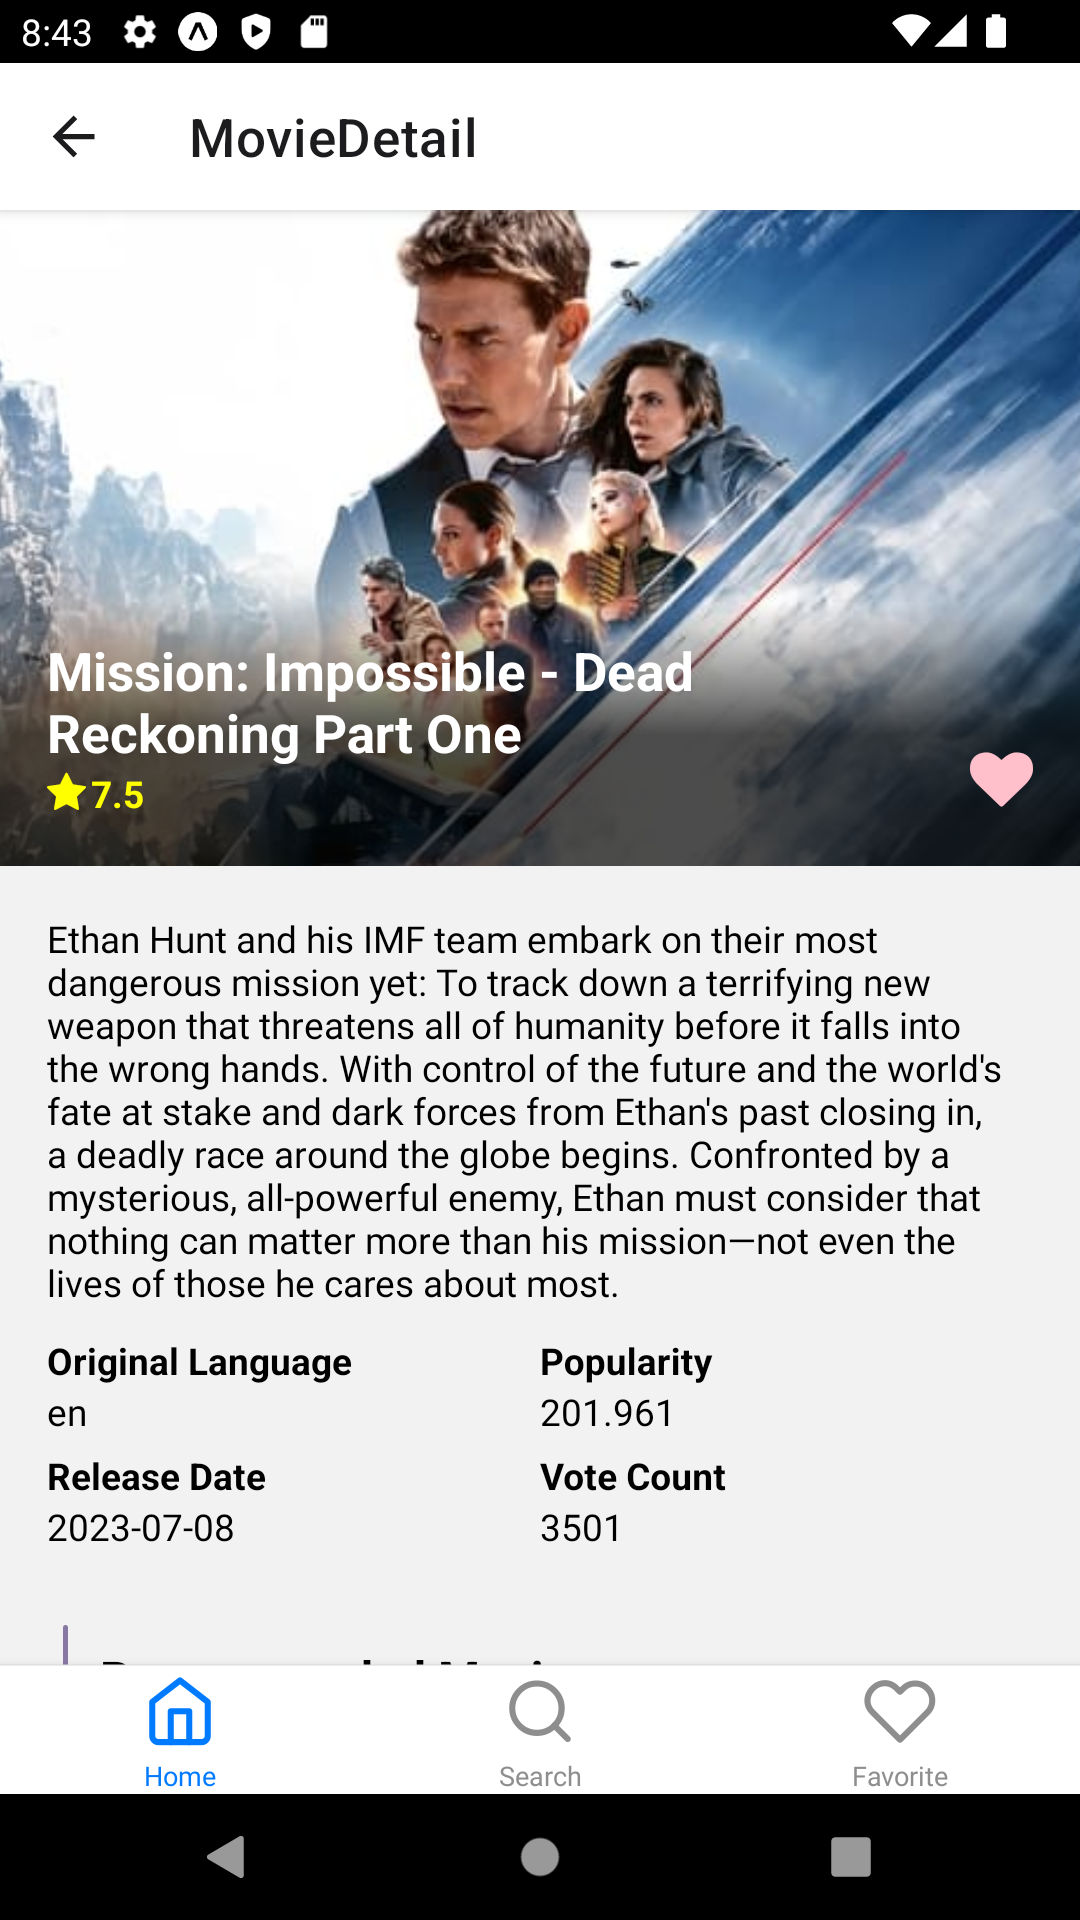 8:43
MovieDetail
Mission: Impossible - Dead
Reckoning Part One
7.5
Ethan Hunt and his IMF team embark on their most
dangerous mission yet: To track down a terrifying new
weapon that threatens all of humanity before it falls into
the wrong hands. With control of the future and the world's
fate at stake and dark forces from Ethan's past closing in,
a deadly race around the globe begins. Confronted by a
mysterious, all-powerful enemy, Ethan must consider that
nothing can matter more than his mission—not even the
lives of those he cares about most.
Original Language
Popularity
en
201.961
Release Date
Vote Count
2023-07-08
3501
Home
Search
Favorite